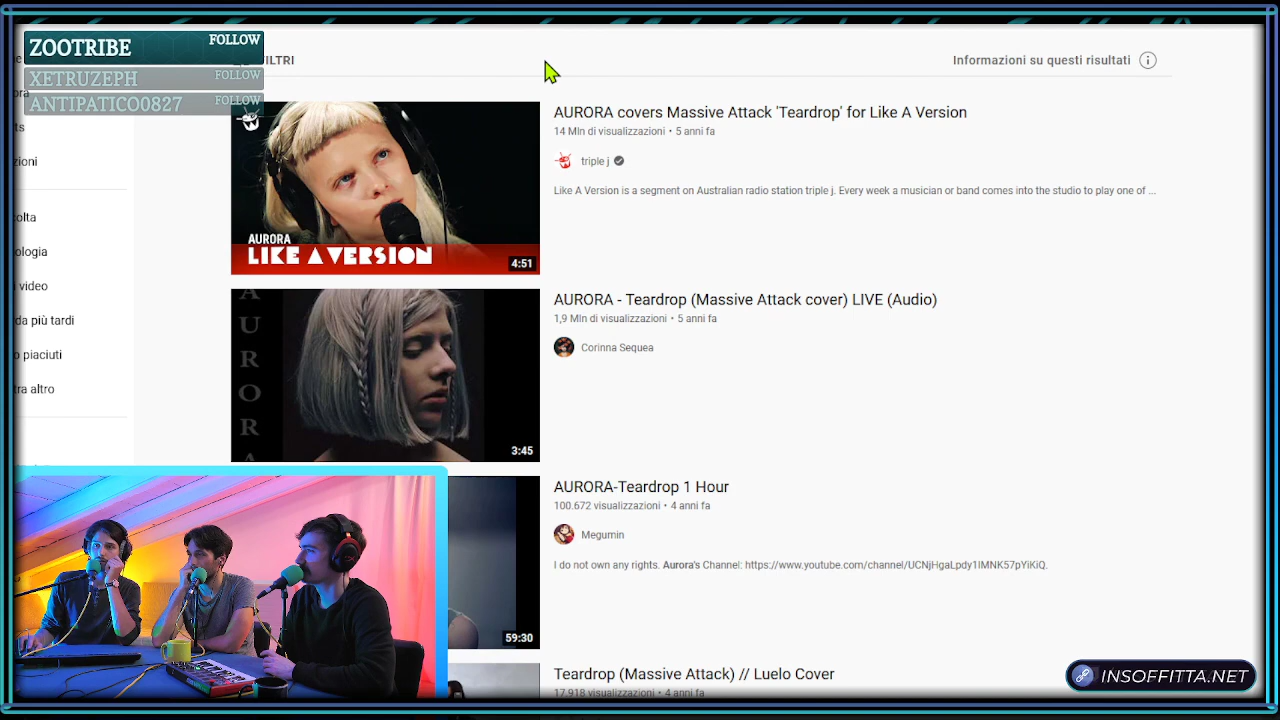 ZOOTRIBE FOLLOW
XETRUZEPH FOLLOW
ANTIPATICO0827 FOLLOW
ILTRI
Informazioni su questi risultati
ora
ts
zioni
olta
ologia
video
da più tardi
o piaciuti
tra altro
AURORA
LIKE A VERSION
4:51
AURORA covers Massive Attack 'Teardrop' for Like A Version
14 Mln di visualizzazioni • 5 anni fa
triple j
Like A Version is a segment on Australian radio station triple j. Every week a musician or band comes into the studio to play one of ...
AURORA
3:45
AURORA - Teardrop (Massive Attack cover) LIVE (Audio)
1,9 Mln di visualizzazioni • 5 anni fa
Corinna Sequea
59:30
AURORA-Teardrop 1 Hour
100.672 visualizzazioni • 4 anni fa
Megumin
I do not own any rights. Aurora's Channel: https://www.youtube.com/channel/UCNjHgaLpdy1IMNK57pYiKiQ.
Teardrop (Massive Attack) // Luelo Cover
17.918 visualizzazioni • 4 anni fa
INSOFFITTA.NET